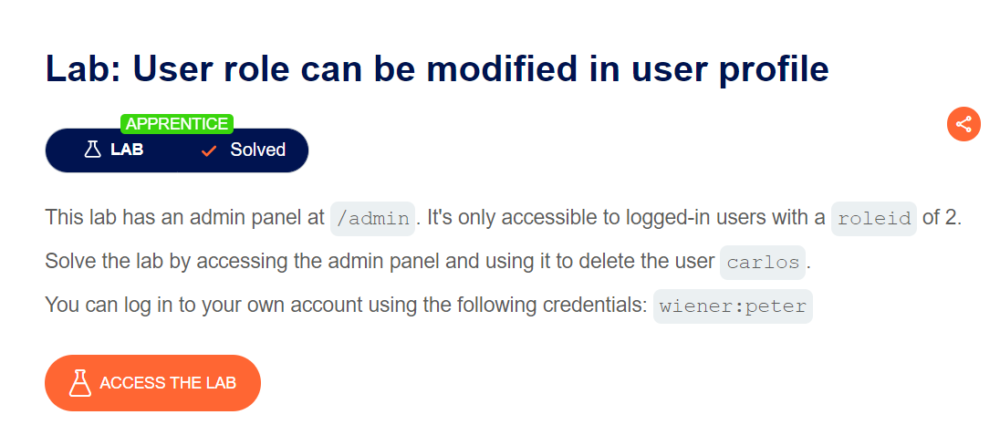 Lab: User role can be modified in user profile
APPRENTICE
LAB Solved
This lab has an admin panel at /admin. It's only accessible to logged-in users with a roleid of 2.
Solve the lab by accessing the admin panel and using it to delete the user carlos.
You can log in to your own account using the following credentials: wiener:peter
ACCESS THE LAB